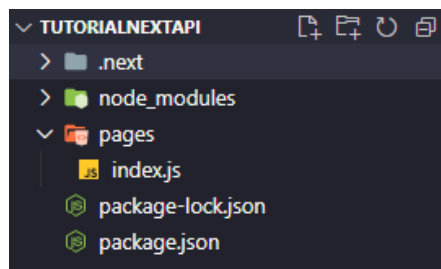 TUTORIALNEXTAPI
.next
node_modules
pages
JS index.js
package-lock.json
package.json